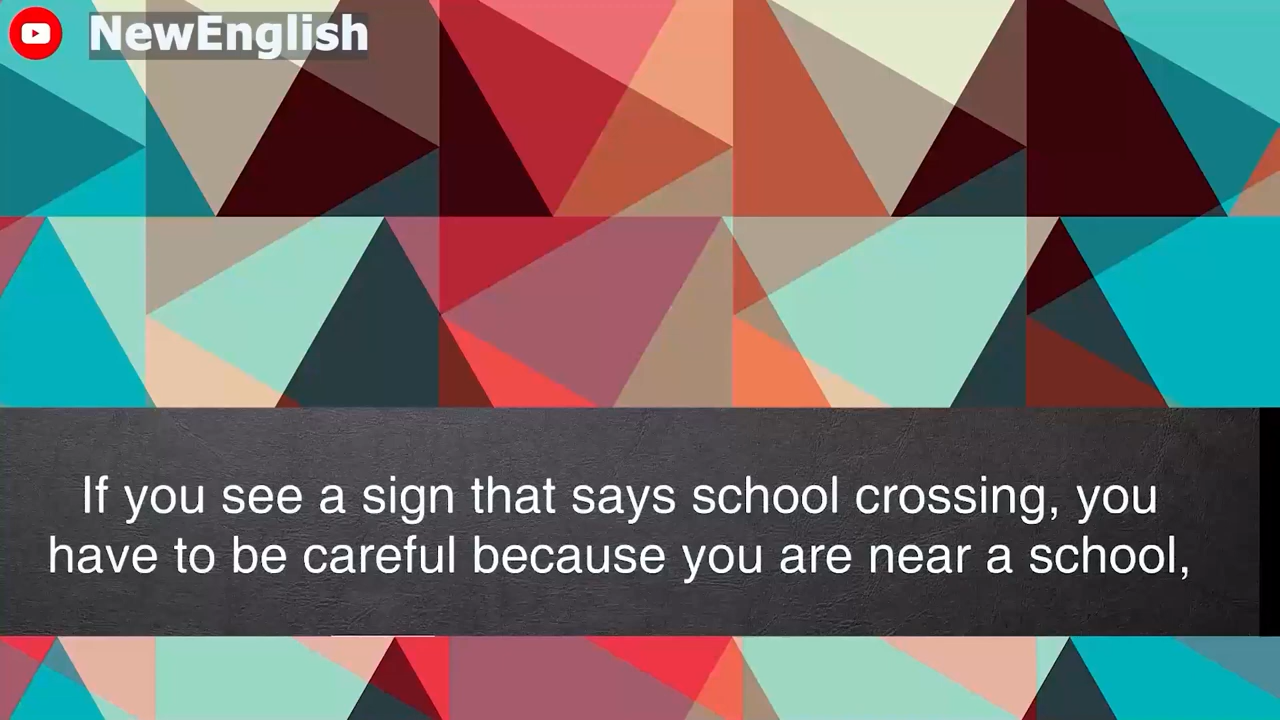 NewEnglish
If you see a sign that says school crossing, you
have to be careful because you are near a school,